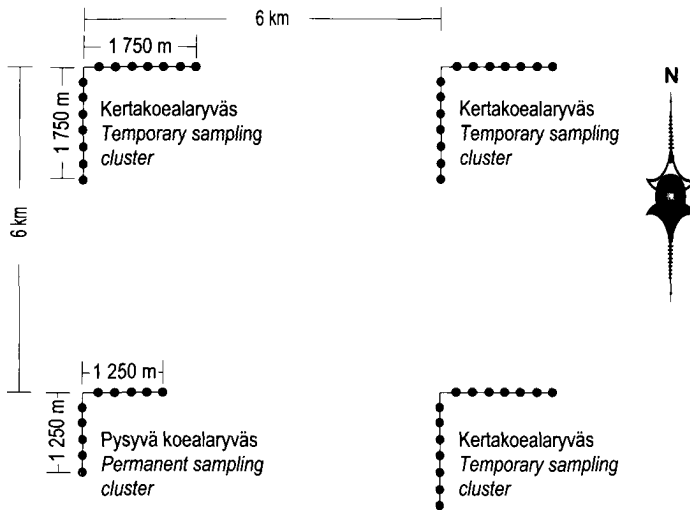 6 km
1 750 m
N
1 750 m
Kertakoealaryväs
Temporary sampling
cluster
Kertakoealaryväs
Temporary sampling
cluster
6 km
1 250 m
1 250 m
Pysyvä koealaryväs
Permanent sampling
cluster
Kertakoealaryväs
Temporary sampling
cluster